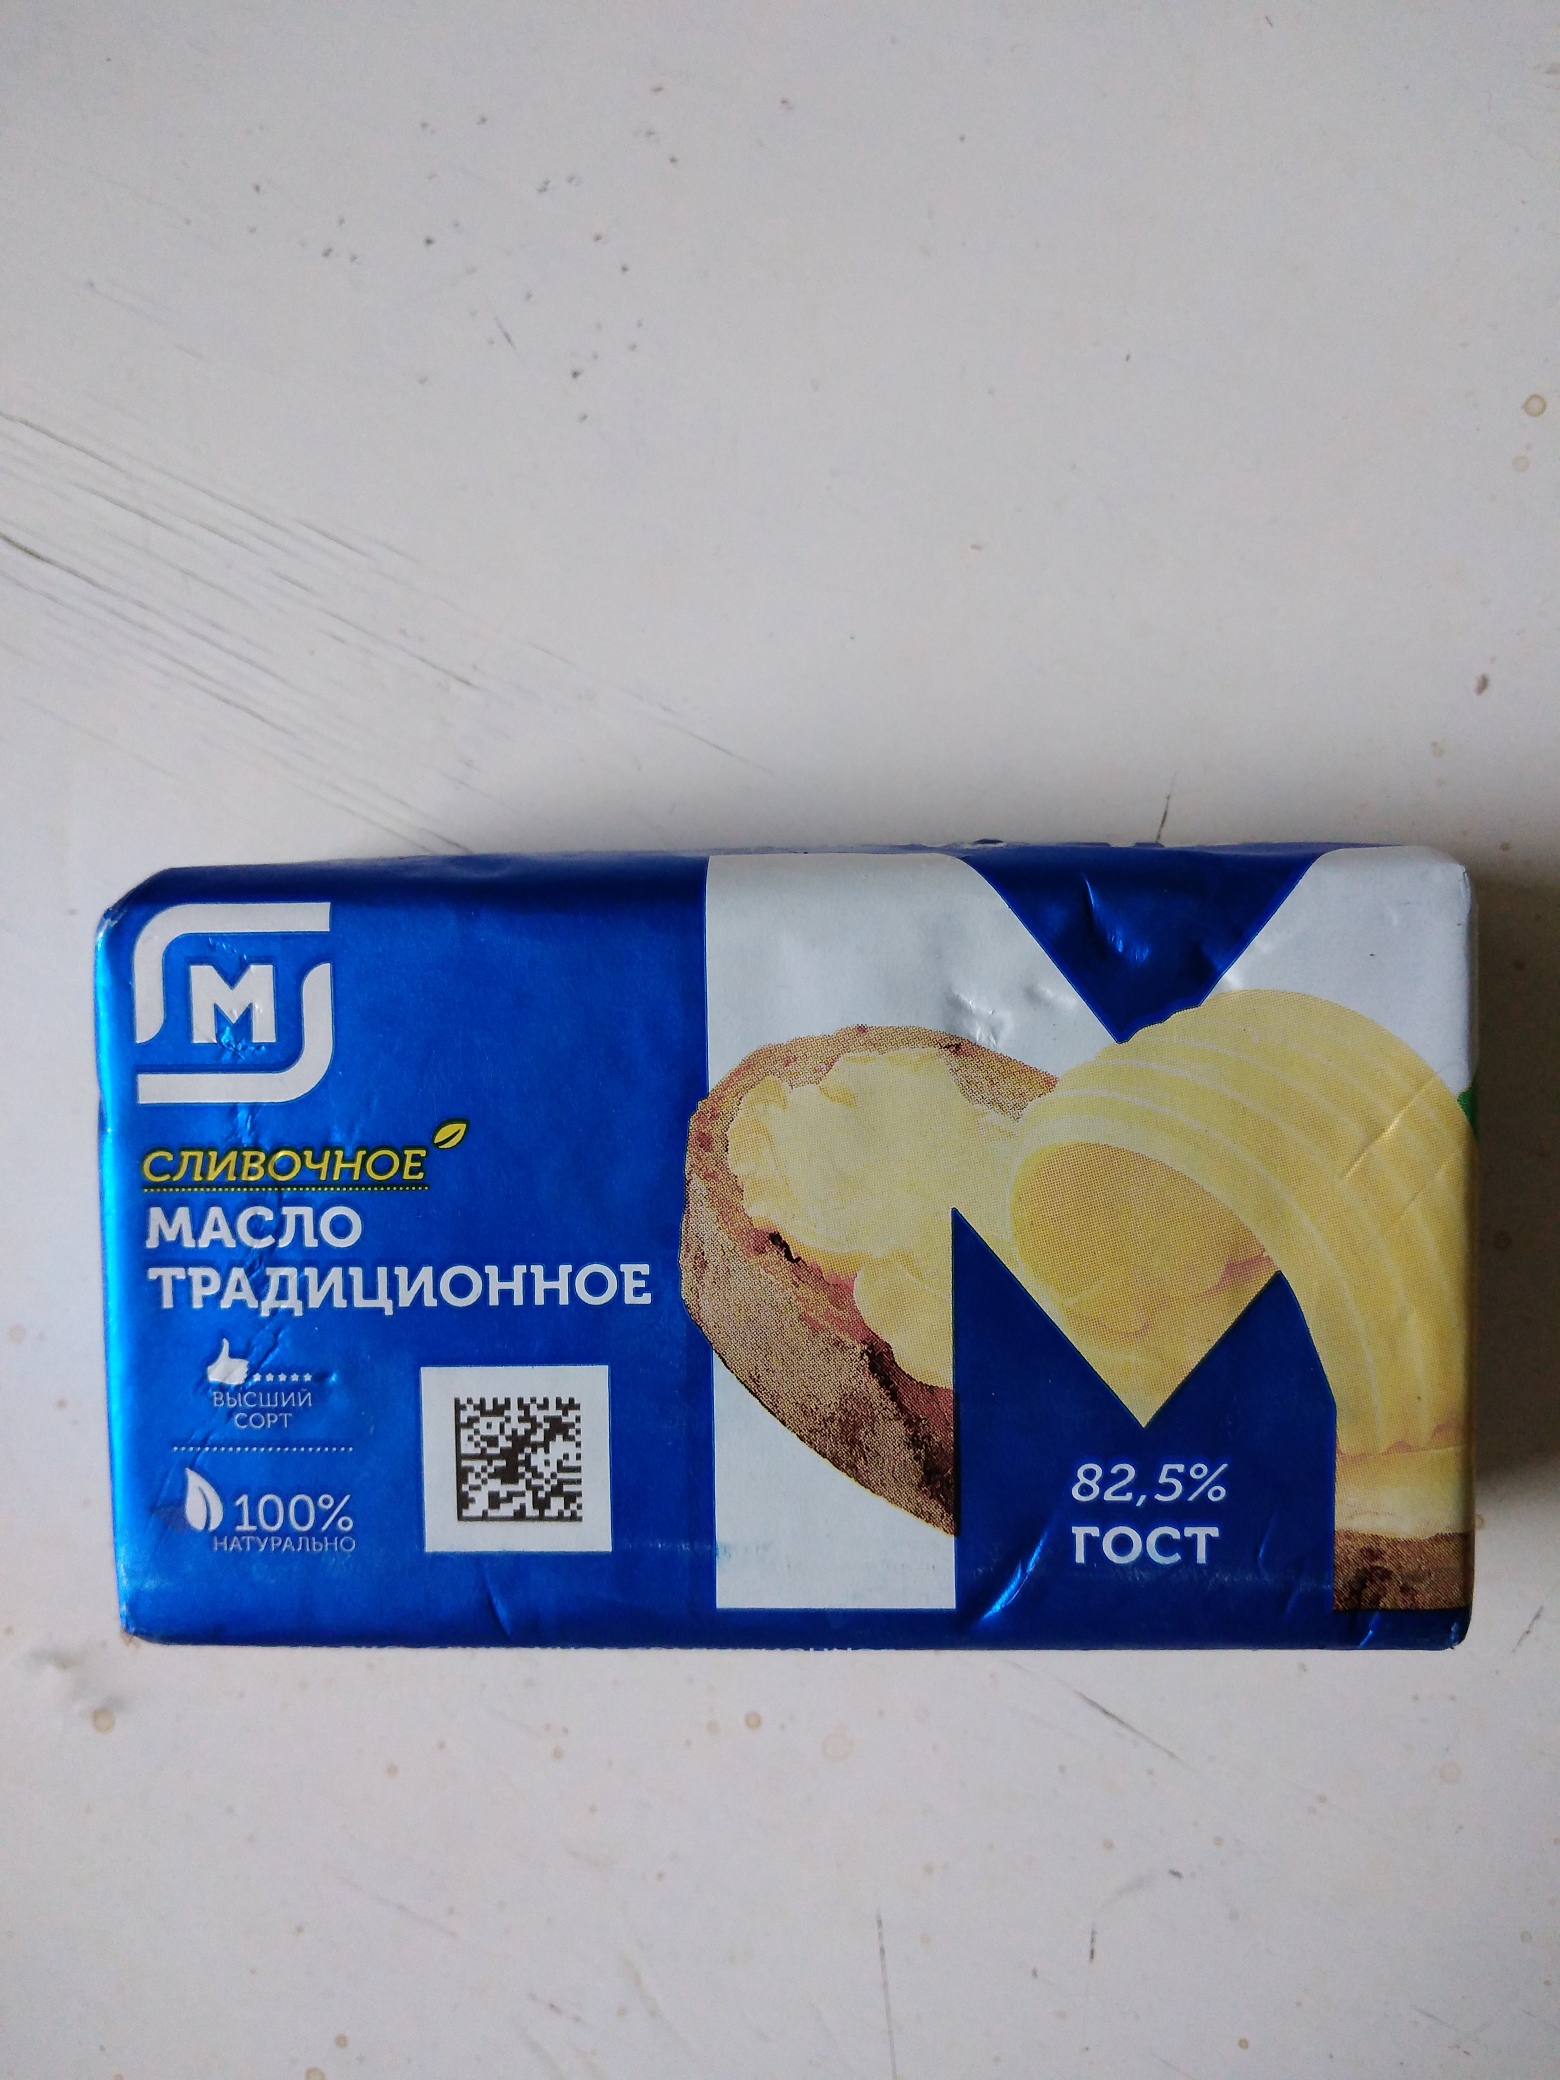 М
СЛИВОЧНОЕ
МАСЛО
ТРАДИЦИОННОЕ
ВЫСШИЙ
СОРТ
100%
НАТУРАЛЬНО
82,5%
ГОСТ